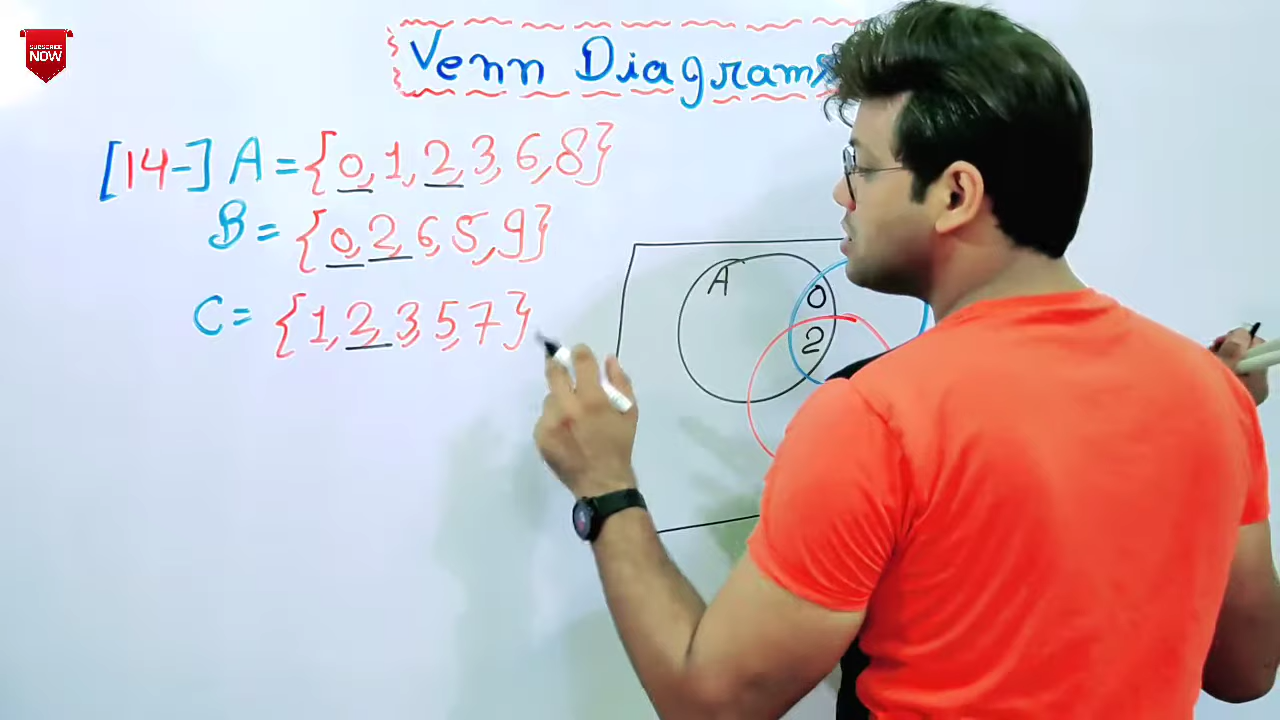 SUBSCRIBE
NOW
Venn Diagrams
[14-] A = {0, 1, 2, 3, 6, 8}
B = {0, 2, 6, 5, 9}
C = {1, 2, 3, 5, 7}
A
0
2